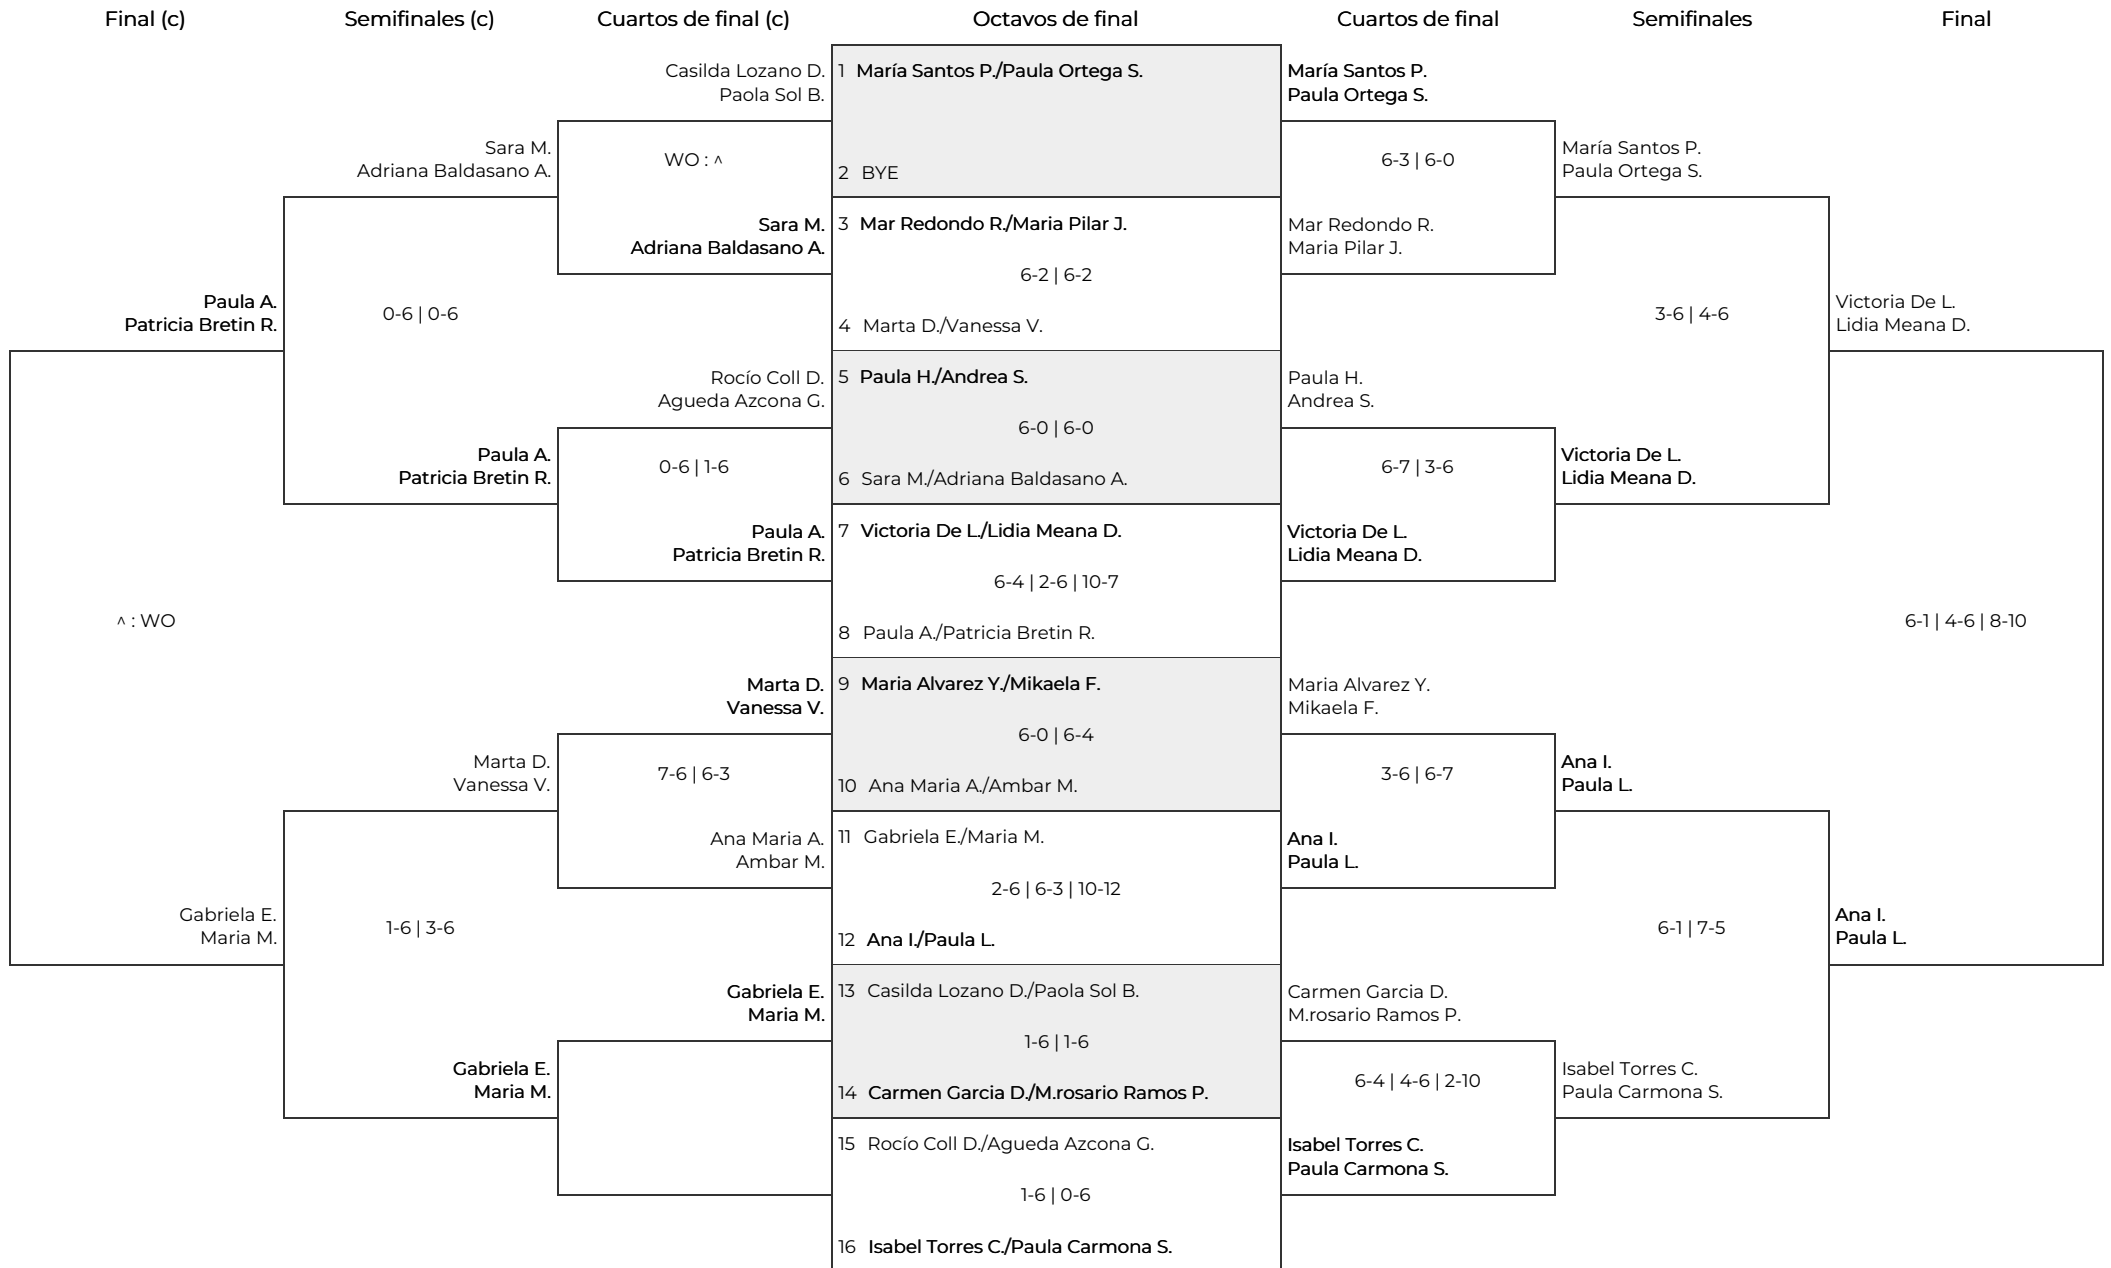 Final (c)
Semifinales (c)
Cuartos de final (c)
Octavos de final
Cuartos de final
Semifinales
Final
Paula A.
Patricia Bretin R.
^ : WO
Gabriela E.
Maria M.
Sara M.
Adriana Baldasano A.
0-6 | 0-6
Paula A.
Patricia Bretin R.
Marta D.
Vanessa V.
1-6 | 3-6
Gabriela E.
Maria M.
Casilda Lozano D.
Paola Sol B.
WO : ^
Sara M.
Adriana Baldasano A.
Rocío Coll D.
Agueda Azcona G.
0-6 | 1-6
Paula A.
Patricia Bretin R.
Marta D.
Vanessa V.
7-6 | 6-3
Ana Maria A.
Ambar M.
Gabriela E.
Maria M.
1 María Santos P./Paula Ortega S.
2 BYE
3 Mar Redondo R./Maria Pilar J.
6-2 | 6-2
4 Marta D./Vanessa V.
5 Paula H./Andrea S.
6-0 | 6-0
6 Sara M./Adriana Baldasano A.
7 Victoria De L./Lidia Meana D.
6-4 | 2-6 | 10-7
8 Paula A./Patricia Bretin R.
9 Maria Alvarez Y./Mikaela F.
6-0 | 6-4
10 Ana Maria A./Ambar M.
11 Gabriela E./Maria M.
2-6 | 6-3 | 10-12
12 Ana I./Paula L.
13 Casilda Lozano D./Paola Sol B.
1-6 | 1-6
14 Carmen Garcia D./M.rosario Ramos P.
15 Rocío Coll D./Agueda Azcona G.
1-6 | 0-6
16 Isabel Torres C./Paula Carmona S.
María Santos P.
Paula Ortega S.
6-3 | 6-0
Mar Redondo R.
Maria Pilar J.
Paula H.
Andrea S.
6-7 | 3-6
Victoria De L.
Lidia Meana D.
Maria Alvarez Y.
Mikaela F.
3-6 | 6-7
Ana I.
Paula L.
Carmen Garcia D.
M.rosario Ramos P.
6-4 | 4-6 | 2-10
Isabel Torres C.
Paula Carmona S.
María Santos P.
Paula Ortega S.
3-6 | 4-6
Victoria De L.
Lidia Meana D.
Ana I.
Paula L.
6-1 | 7-5
Isabel Torres C.
Paula Carmona S.
Victoria De L.
Lidia Meana D.
6-1 | 4-6 | 8-10
Ana I.
Paula L.